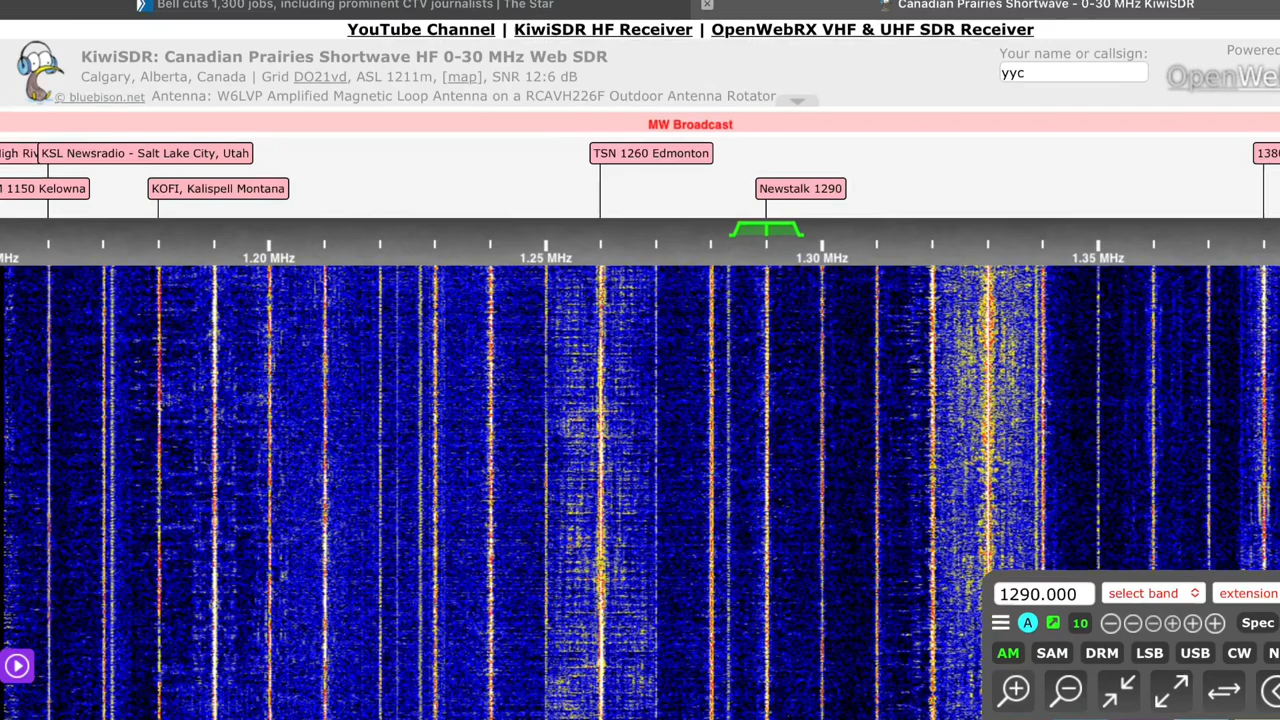 Bell cuts 1,300 jobs, including prominent CTV journalists | The Star
Canadian Prairies Shortwave - 0-30 MHz KiwiSDR
YouTube Channel | KiwiSDR HF Receiver | OpenWebRX VHF & UHF SDR Receiver
KiwiSDR: Canadian Prairies Shortwave HF 0-30 MHz Web SDR
Calgary, Alberta, Canada | Grid DO21vd, ASL 1211m, [map], SNR 12:6 dB
© bluebison.net Antenna: W6LVP Amplified Magnetic Loop Antenna on a RCAVH226F Outdoor Antenna Rotator
Your name or callsign:
yyc
Powered
OpenWe
MW Broadcast
KSL Newsradio - Salt Lake City, Utah
TSN 1260 Edmonton
1380
1150 Kelowna
KOFI, Kalispell Montana
Newstalk 1290
MHz
1.20 MHz
1.25 MHz
1.30 MHz
1.35 MHz
1290.000
select band
extension
A
10
Spec
AM
SAM
DRM
LSB
USB
CW
N